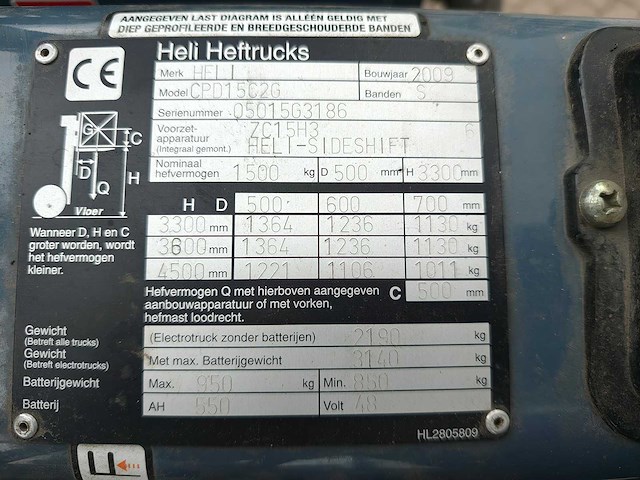 AANGEGEVEN LAST DIAGRAM IS ALLÉÉN GELDIG MET
DIEP GEPROFILEERDE EN BREEDGESCHOUDERDE BANDEN
CE
Heli Heftrucks
Merk HELI Bouwjaar 2009
Model CPD15C2G Banden S
Serienummer Q5015G3186
Voorzet-apparatuur ZC15H3 6
(Integraal gemont.) HELI-SIDESHIFT
Nominaal hefvermogen 1500 kg D 500 mm H 3300 mm
G
C
D
H
Q
Vloer
H D 500 600 700 mm
3300 mm 1364 1236 1130 kg
3600 mm 1364 1236 1130 kg
4500 mm 1221 1106 1011 kg
Wanneer D, H en C
groter worden, wordt
het hefvermogen
kleiner.
Hefvermogen Q met hierboven aangegeven C 500 mm
aanbouwapparatuur of met vorken,
hefmast loodrecht.
Gewicht
(Betreft alle trucks) (Electrotruck zonder batterijen) 2190 kg
Gewicht
(Betreft electrotrucks) Met max. Batterijgewicht 3140 kg
Batterijgewicht Max. 950 kg Min. 850 kg
Batterij AH 550 Volt 48
HL2805809